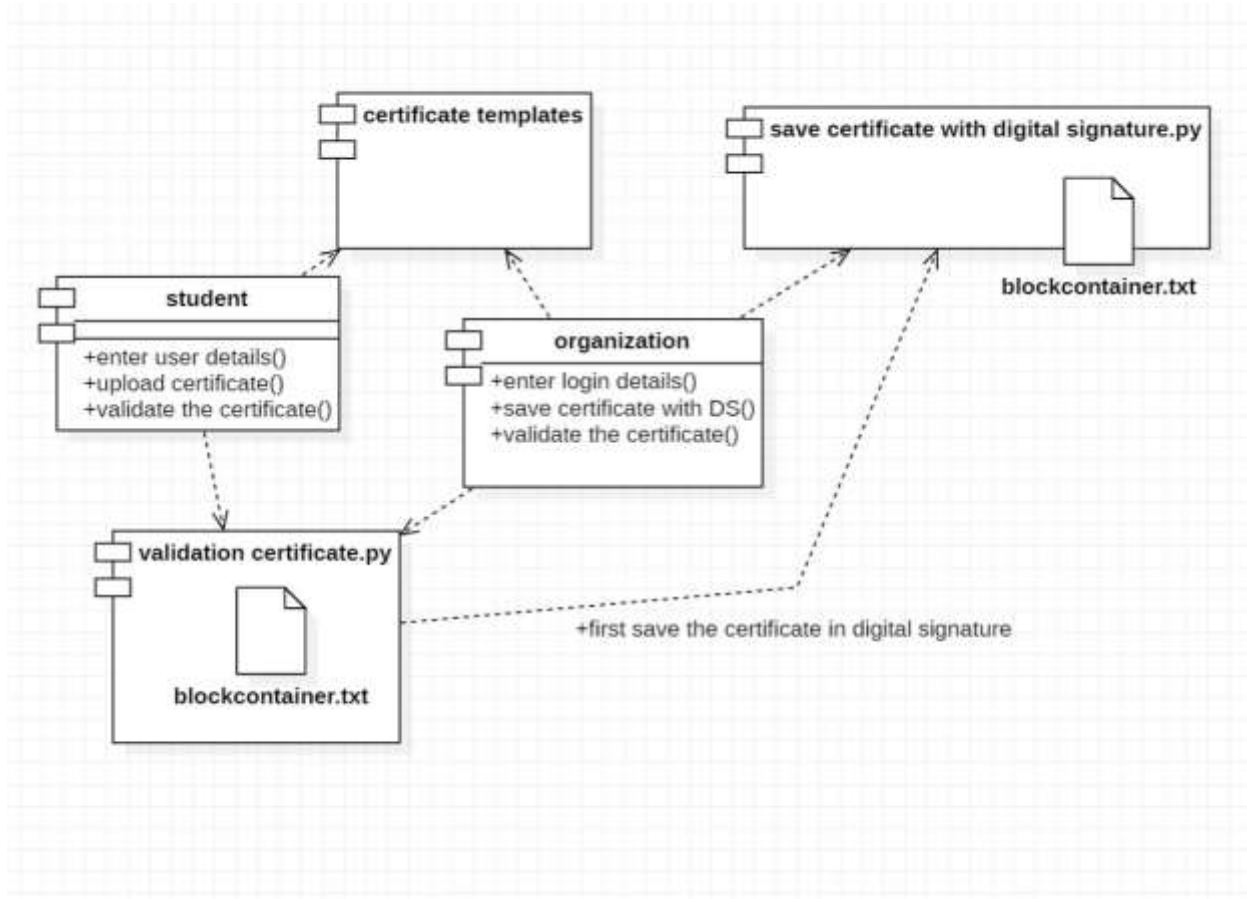 certificate templates
save certificate with digital signature.py
blockcontainer.txt
student
+enter user details()
+upload certificate()
+validate the certificate()
organization
+enter login details()
+save certificate with DS()
+validate the certificate()
validation certificate.py
blockcontainer.txt
+first save the certificate in digital signature